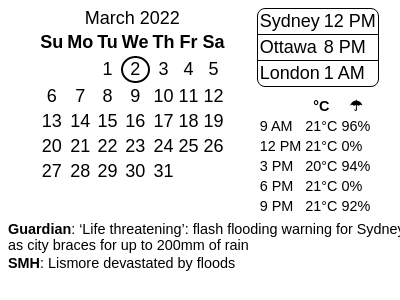 March 2022
Su Mo Tu We Th Fr Sa
1 2 3 4 5
6 7 8 9 10 11 12
13 14 15 16 17 18 19
20 21 22 23 24 25 26
27 28 29 30 31
Sydney 12 PM
Ottawa 8 PM
London 1 AM
°C ☂
9 AM 21°C 96%
12 PM 21°C 0%
3 PM 20°C 94%
6 PM 21°C 0%
9 PM 21°C 92%
Guardian: ‘Life threatening’: flash flooding warning for Sydney
as city braces for up to 200mm of rain
SMH: Lismore devastated by floods